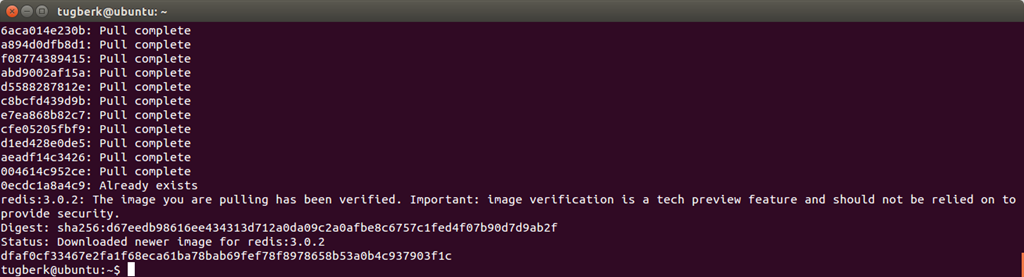 tugberk@ubuntu: ~
6aca014e230b: Pull complete
a894d0dfb8d1: Pull complete
f08774389415: Pull complete
abd9002af15a: Pull complete
d5588287812e: Pull complete
c8bcfd439d9b: Pull complete
e7ea868b82c7: Pull complete
cfe05205fbf9: Pull complete
d1ed428e0de5: Pull complete
aeadf14c3426: Pull complete
004614c952ce: Pull complete
0ecdc1a8a4c9: Already exists
redis:3.0.2: The image you are pulling has been verified. Important: image verification is a tech preview feature and should not be relied on to
provide security.
Digest: sha256:d67eedb98616ee434313d712a0da09c2a0afbe8c6757c1fed4f07b90d7d9ab2f
Status: Downloaded newer image for redis:3.0.2
dfaf0cf33467e2fa1f68eca61ba78bab69fef78f8978658b53a0b4c937903f1c
tugberk@ubuntu:~$